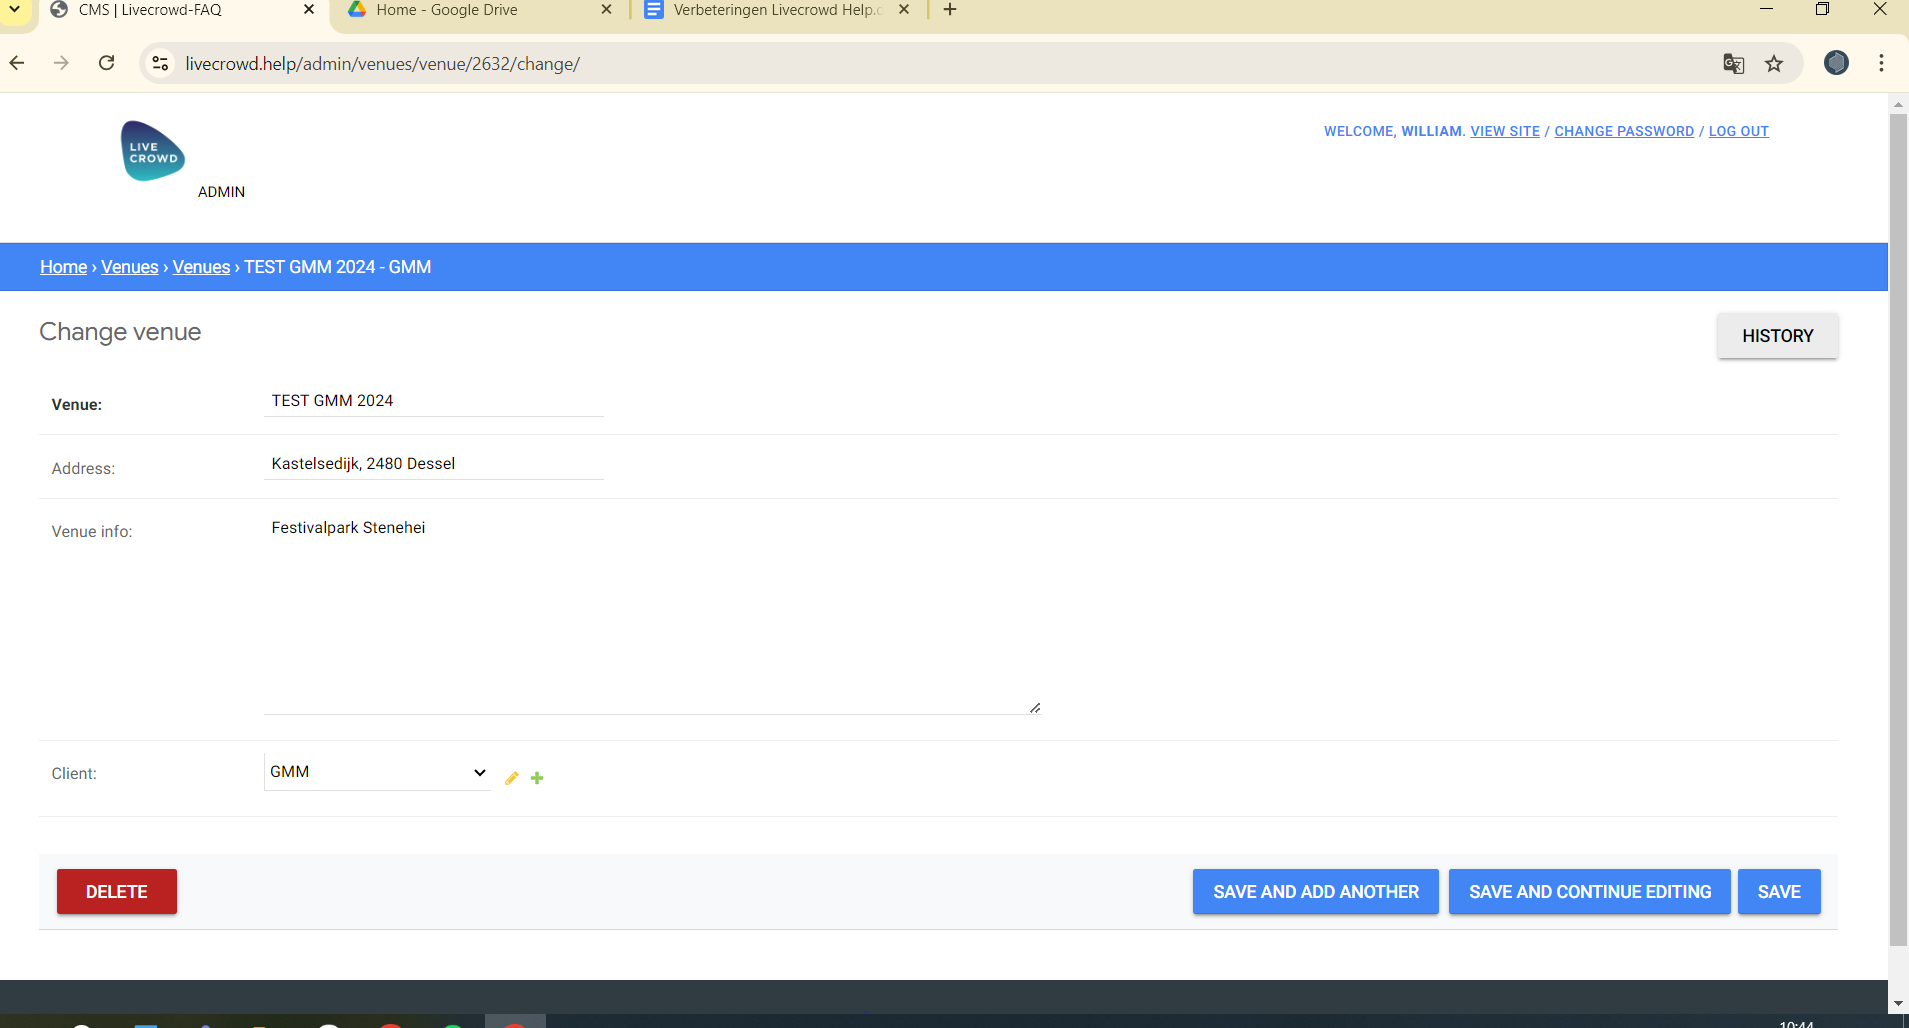 CMS | Livecrowd-FAQ
Home - Google Drive
Verbeteringen Livecrowd Help.
livecrowd.help/admin/venues/venue/2632/change/
LIVE
CROWD
ADMIN
WELCOME, WILLIAM. VIEW SITE / CHANGE PASSWORD / LOG OUT
Home › Venues › Venues › TEST GMM 2024 - GMM
Change venue
HISTORY
Venue: TEST GMM 2024
Address: Kastelsedijk, 2480 Dessel
Venue info: Festivalpark Stenehei
Client: GMM
DELETE
SAVE AND ADD ANOTHER
SAVE AND CONTINUE EDITING
SAVE
10:44